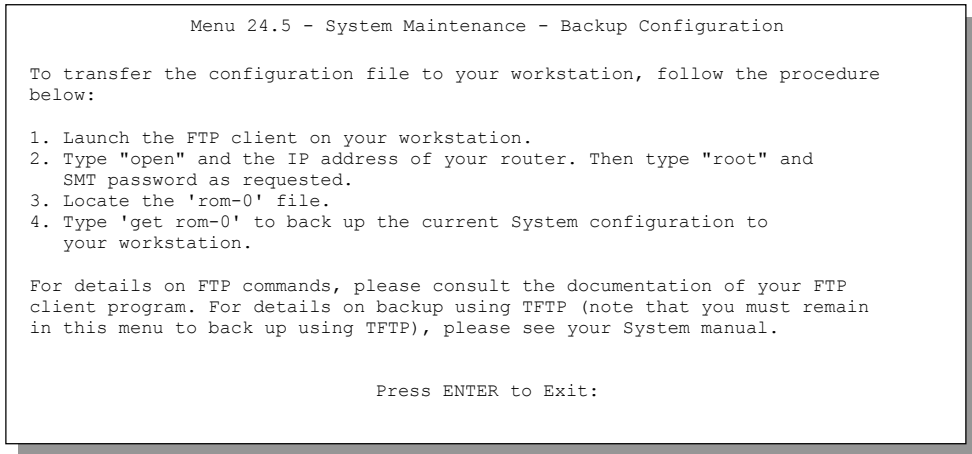 Menu 24.5 - System Maintenance - Backup Configuration
To transfer the configuration file to your workstation, follow the procedure
below:
1. Launch the FTP client on your workstation.
2. Type "open" and the IP address of your router. Then type "root" and
SMT password as requested.
3. Locate the 'rom-0' file.
4. Type 'get rom-0' to back up the current System configuration to
your workstation.
For details on FTP commands, please consult the documentation of your FTP
client program. For details on backup using TFTP (note that you must remain
in this menu to back up using TFTP), please see your System manual.
Press ENTER to Exit: